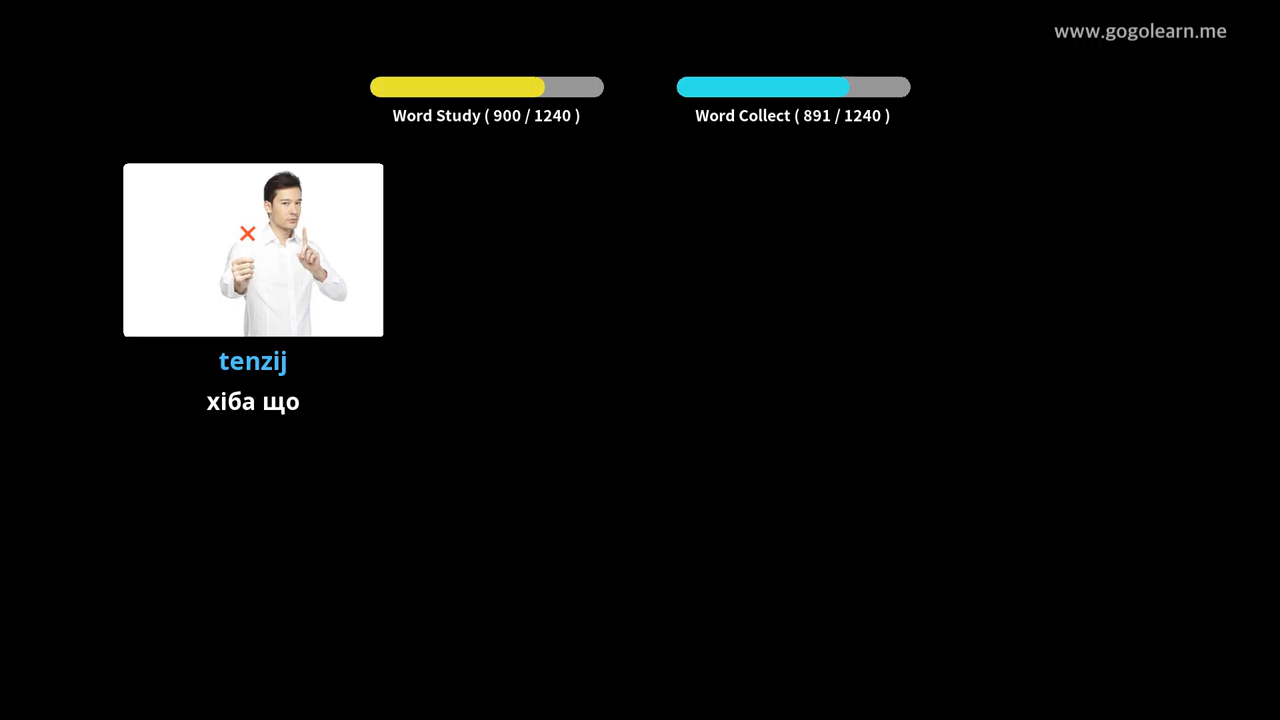 www.gogolearn.me
Word Study ( 900 / 1240 )
Word Collect ( 891 / 1240 )
tenzij
хіба що